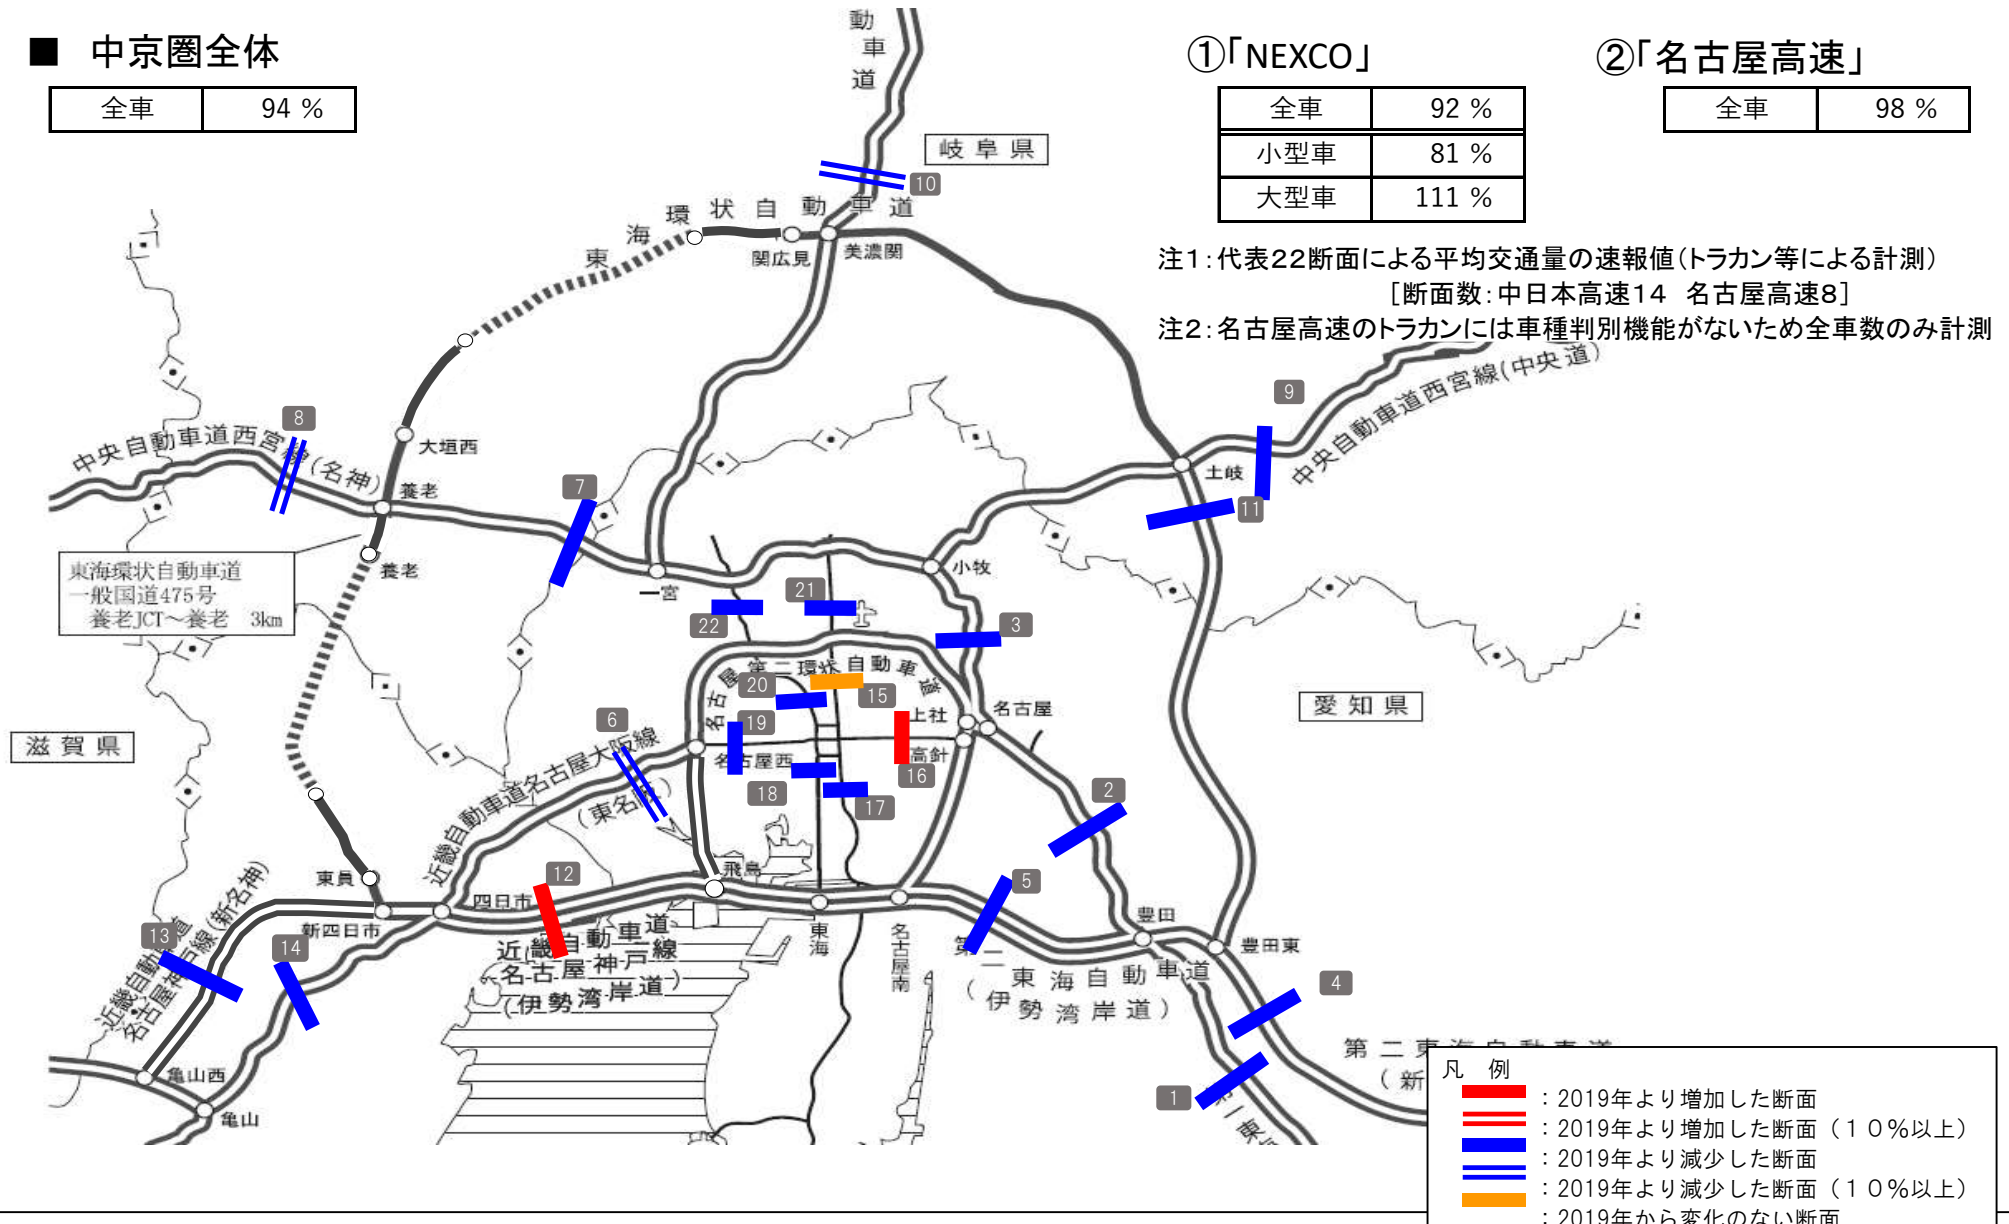 ■ 中京圏全体
全車 94 %
①「NEXCO」
全車 92 %
小型車 81 %
大型車 111 %
②「名古屋高速」
全車 98 %
注1：代表22断面による平均交通量の速報値（トラカン等による計測）
［断面数：中日本高速14 名古屋高速8］
注2：名古屋高速のトラカンには車種判別機能がないため全車数のみ計測
動車道
岐阜県
10
東海環状自動車道
関広見
美濃関
9
中央自動車道西宮線（中央道）
8
中央自動車道西宮線（名神）
大垣西
養老
7
土岐
11
東海環状自動車道
一般国道475号
養老JCT～養老 3km
養老
一宮
小牧
21
22
3
名古屋第二環状自動車道
20
15
19
上社
名古屋
愛知県
滋賀県
6
名古屋西
高針
16
18
17
2
近畿自動車道名古屋大阪線
（東名阪）
飛島
12
5
東員
四日市
新四日市
豊田
豊田東
13
14
近畿自動車道
名古屋神戸線（新名神）
近畿自動車道
名古屋神戸線
（伊勢湾岸道）
東海
名古屋南
第二東海自動車道
（伊勢湾岸道）
4
第二東海自動車道
（新
1
亀山西
亀山
凡 例
：2019年より増加した断面
：2019年より増加した断面（１０％以上）
：2019年より減少した断面
：2019年より減少した断面（１０％以上）
：2019年から変化のない断面